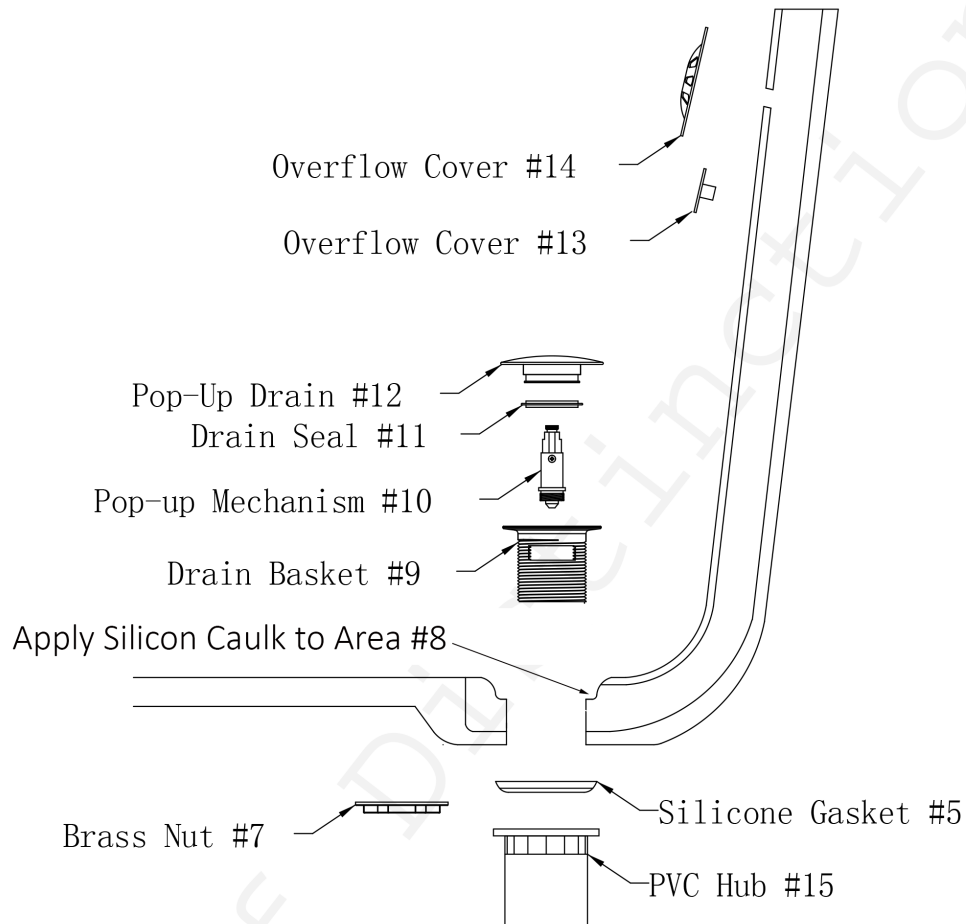 Overflow Cover #14
Overflow Cover #13
Pop-Up Drain #12
Drain Seal #11
Pop-up Mechanism #10
Drain Basket #9
Apply Silicon Caulk to Area #8
Silicone Gasket #5
Brass Nut #7
PVC Hub #15